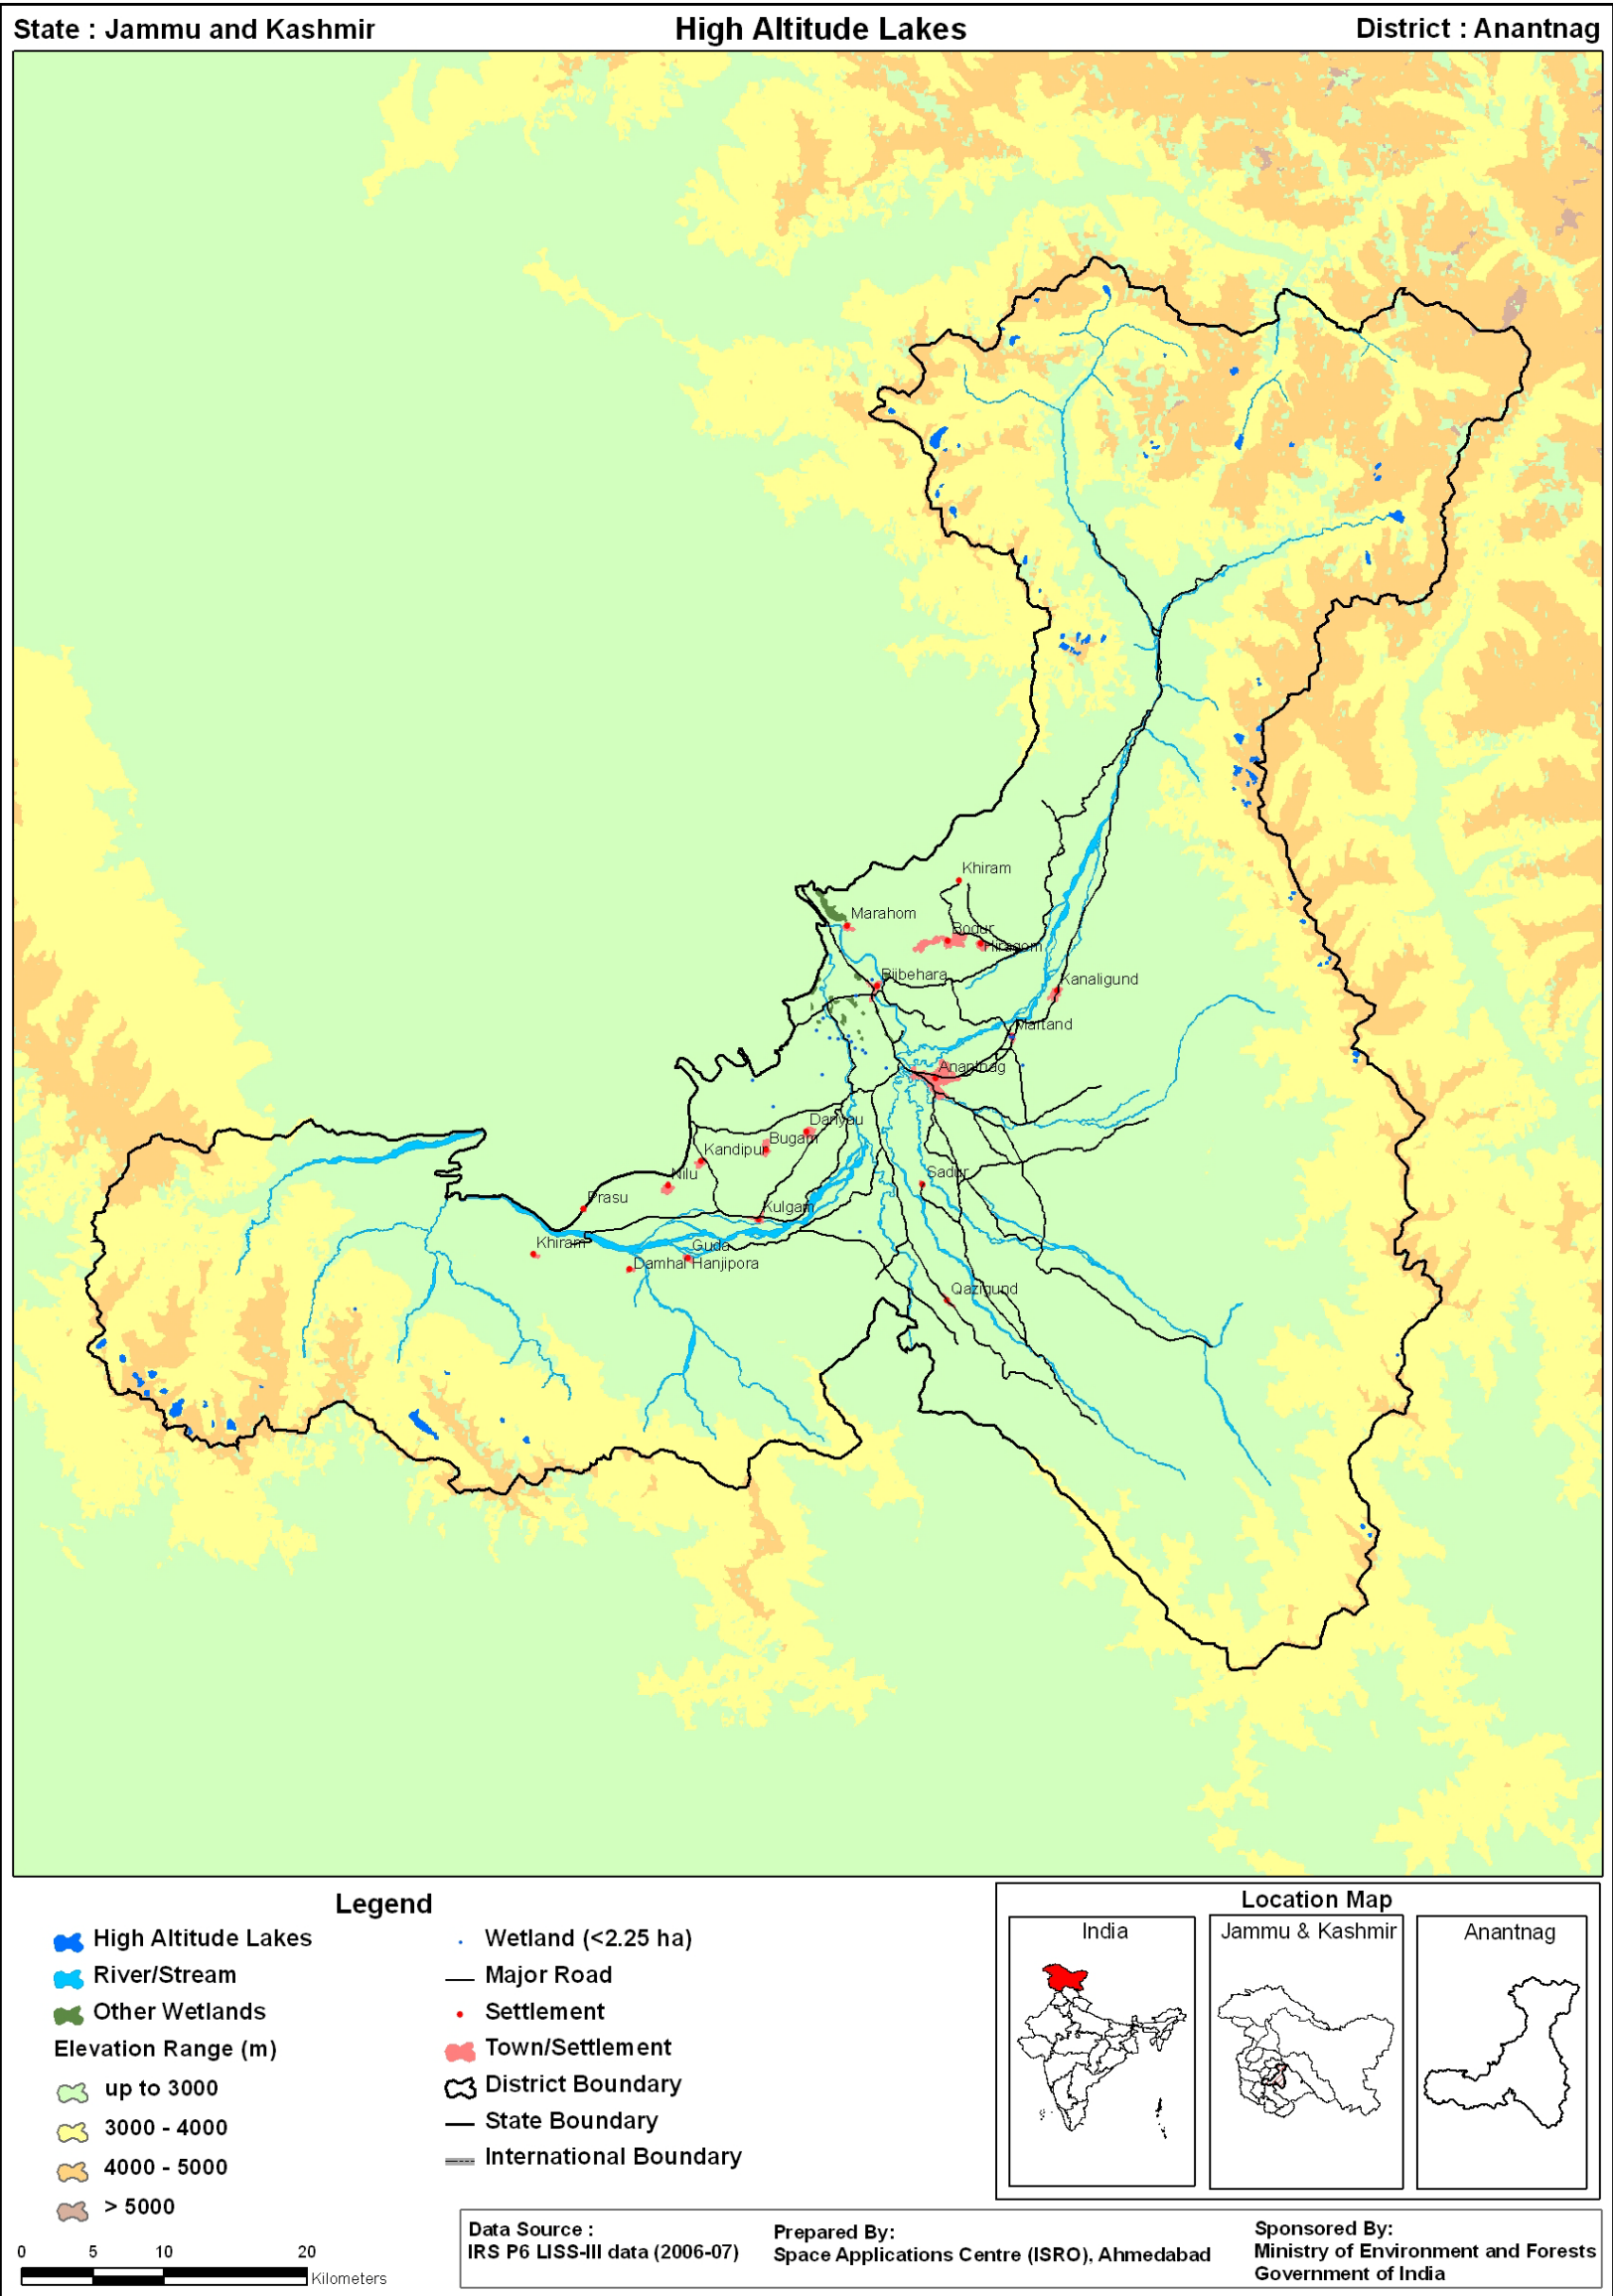 State : Jammu and Kashmir
High Altitude Lakes
District : Anantnag
Khiram
Marahom
Bodur
Hiragom
Bijbehara
Kanaligund
Martand
Anantnag
Danyau
Bugam
Kandipur
Nilu
Sadur
Prasu
Kulgam
Khiram
Guda
Damhal Hanjipora
Qazigund
Legend
High Altitude Lakes
River/Stream
Other Wetlands
Elevation Range (m)
up to 3000
3000 - 4000
4000 - 5000
> 5000
Wetland (<2.25 ha)
Major Road
Settlement
Town/Settlement
District Boundary
State Boundary
International Boundary
0 5 10 20
Kilometers
Location Map
India
Jammu & Kashmir
Anantnag
Data Source :
IRS P6 LISS-III data (2006-07)
Prepared By:
Space Applications Centre (ISRO), Ahmedabad
Sponsored By:
Ministry of Environment and Forests
Government of India